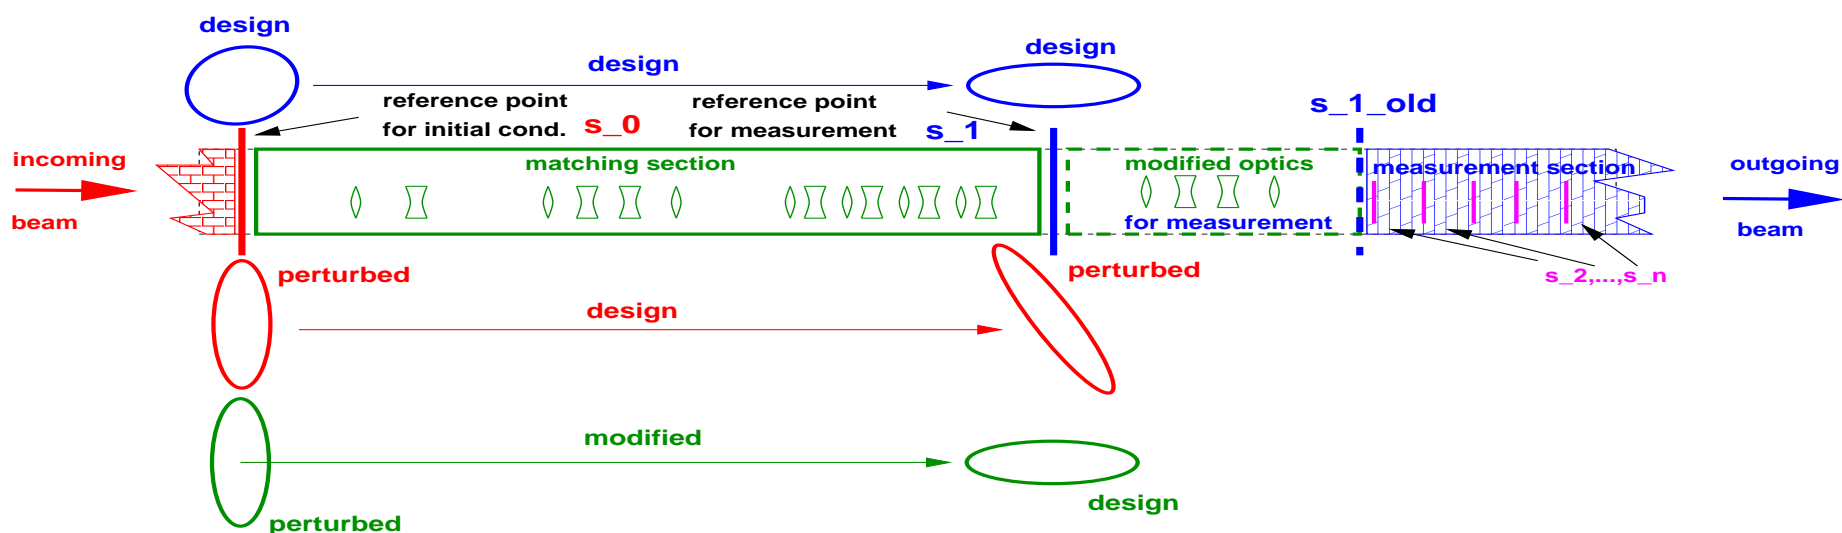 design
design
design
reference point
for initial cond.
s_0
reference point
for measurement
s_1
s_1_old
incoming
beam
matching section
modified optics
for measurement
measurement section
outgoing
beam
s_2,...,s_n
perturbed
perturbed
design
modified
perturbed
design